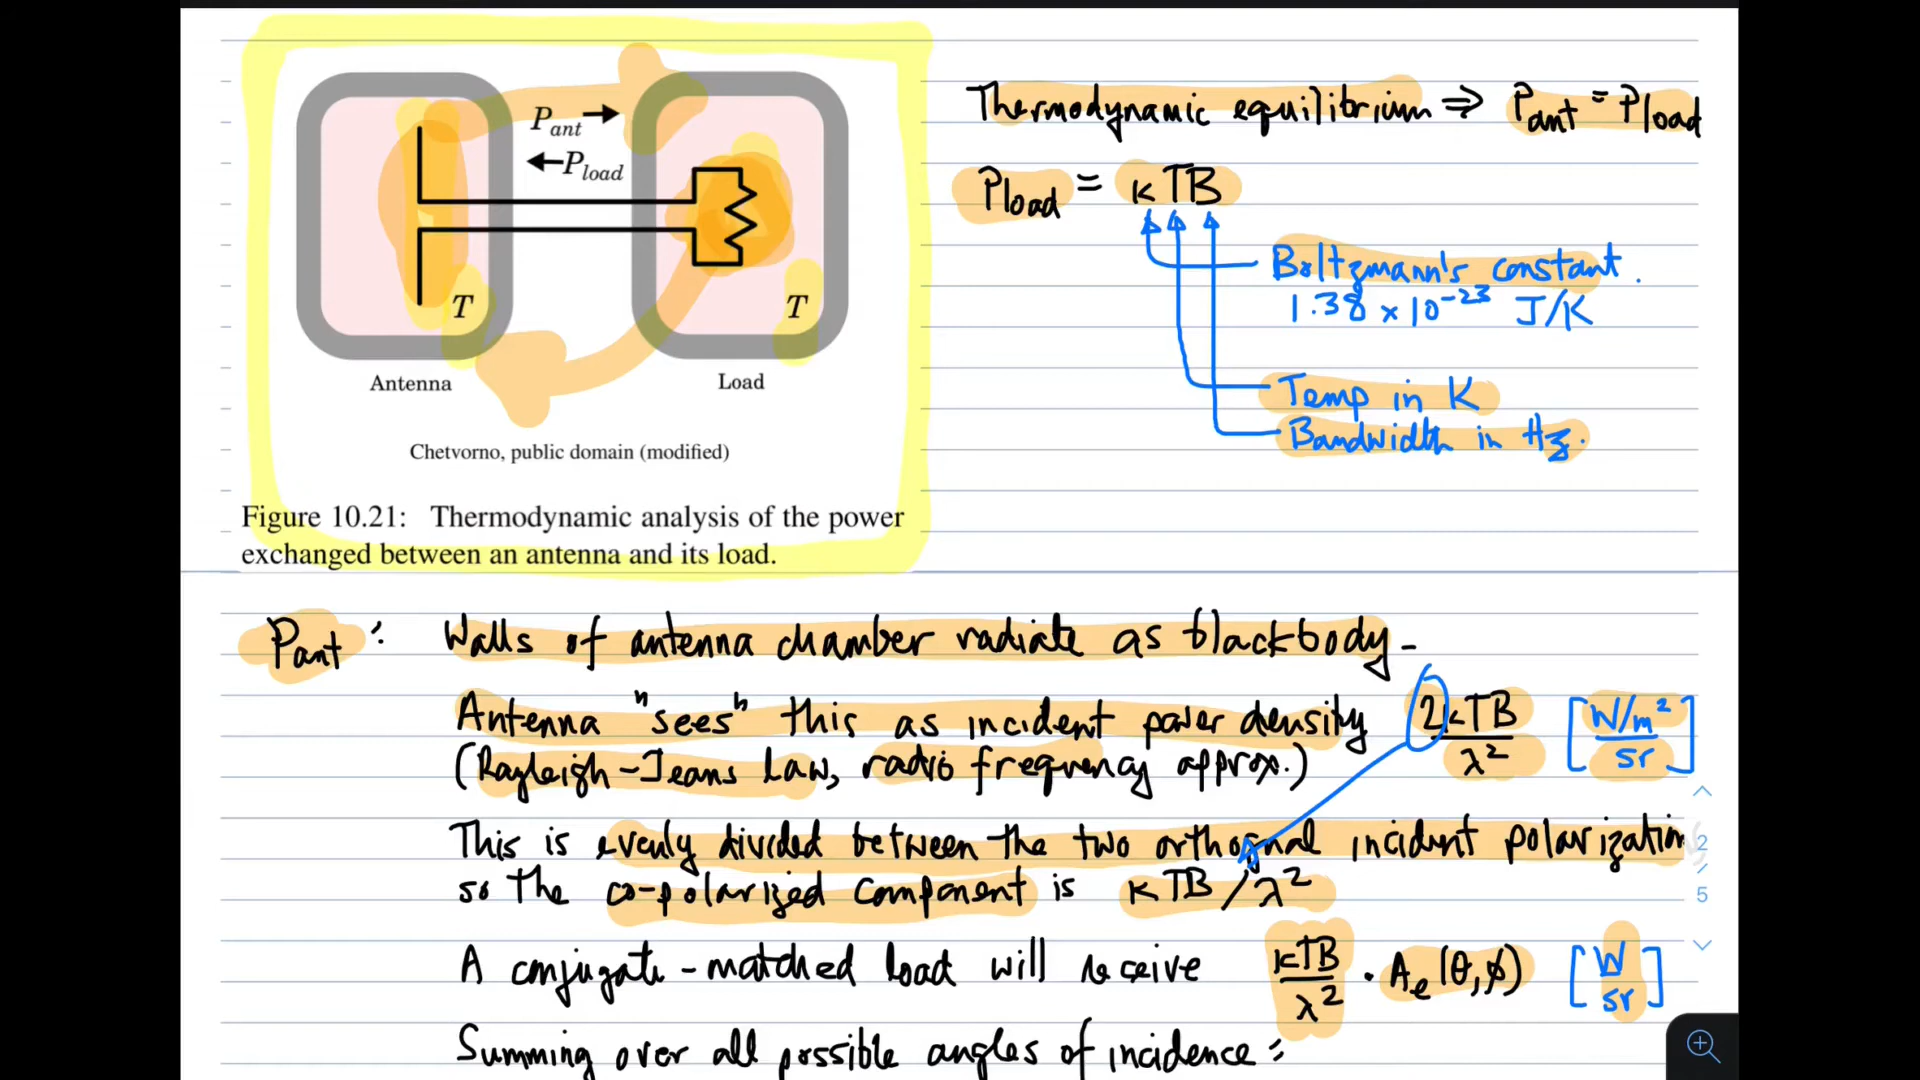 P_ant →
← P_load
T
T
Antenna
Load
Chetvorno, public domain (modified)
Figure 10.21: Thermodynamic analysis of the power
exchanged between an antenna and its load.
Thermodynamic equilibrium ⇒ P_ant = P_load
P_load = kTB
Boltzmann's constant.
1.38 × 10^-23 J/K
Temp in K
Bandwidth in Hz.
P_ant: Walls of antenna chamber radiate as blackbody -
Antenna "sees" this as incident power density 2kTB/λ² [W/m²/sr]
(Rayleigh-Jeans Law, radio frequency approx.)
This is evenly divided between the two orthogonal incident polarizations
so the co-polarized component is kTB/λ²
A conjugate-matched load will receive kTB/λ² · A_e(θ,φ) [W/sr]
Summing over all possible angles of incidence:
2
/
5